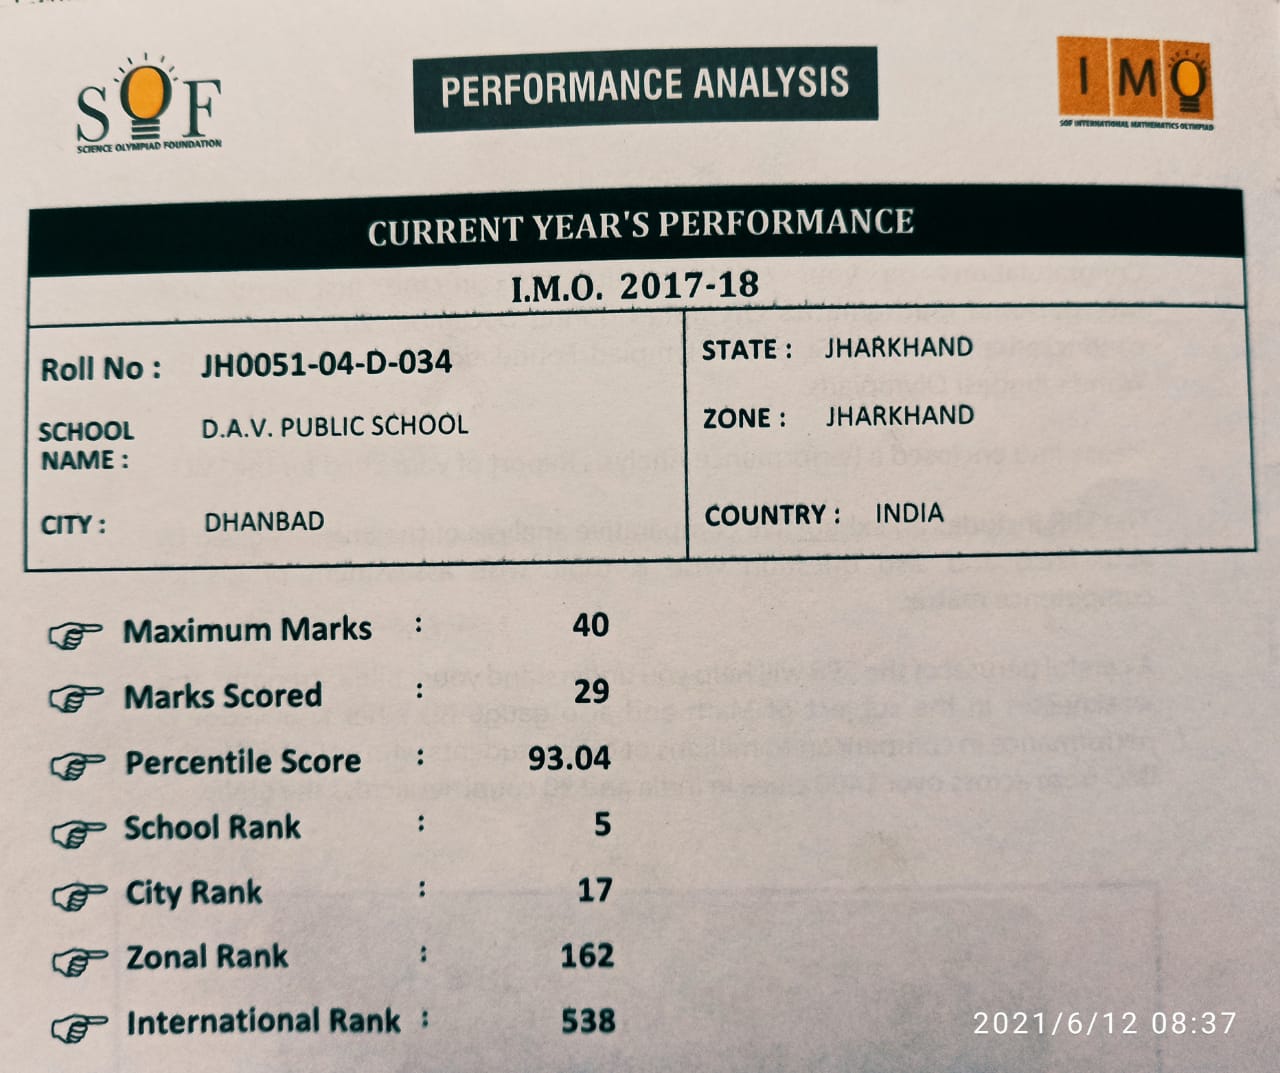 SOF
SCIENCE OLYMPIAD FOUNDATION
PERFORMANCE ANALYSIS
IMO
SOF INTERNATIONAL MATHEMATICS OLYMPIAD
CURRENT YEAR'S PERFORMANCE
I.M.O. 2017-18
Roll No : JH0051-04-D-034
STATE : JHARKHAND
SCHOOL NAME : D.A.V. PUBLIC SCHOOL
ZONE : JHARKHAND
CITY : DHANBAD
COUNTRY : INDIA
Maximum Marks : 40
Marks Scored : 29
Percentile Score : 93.04
School Rank : 5
City Rank : 17
Zonal Rank : 162
International Rank : 538
2021/6/12 08:37